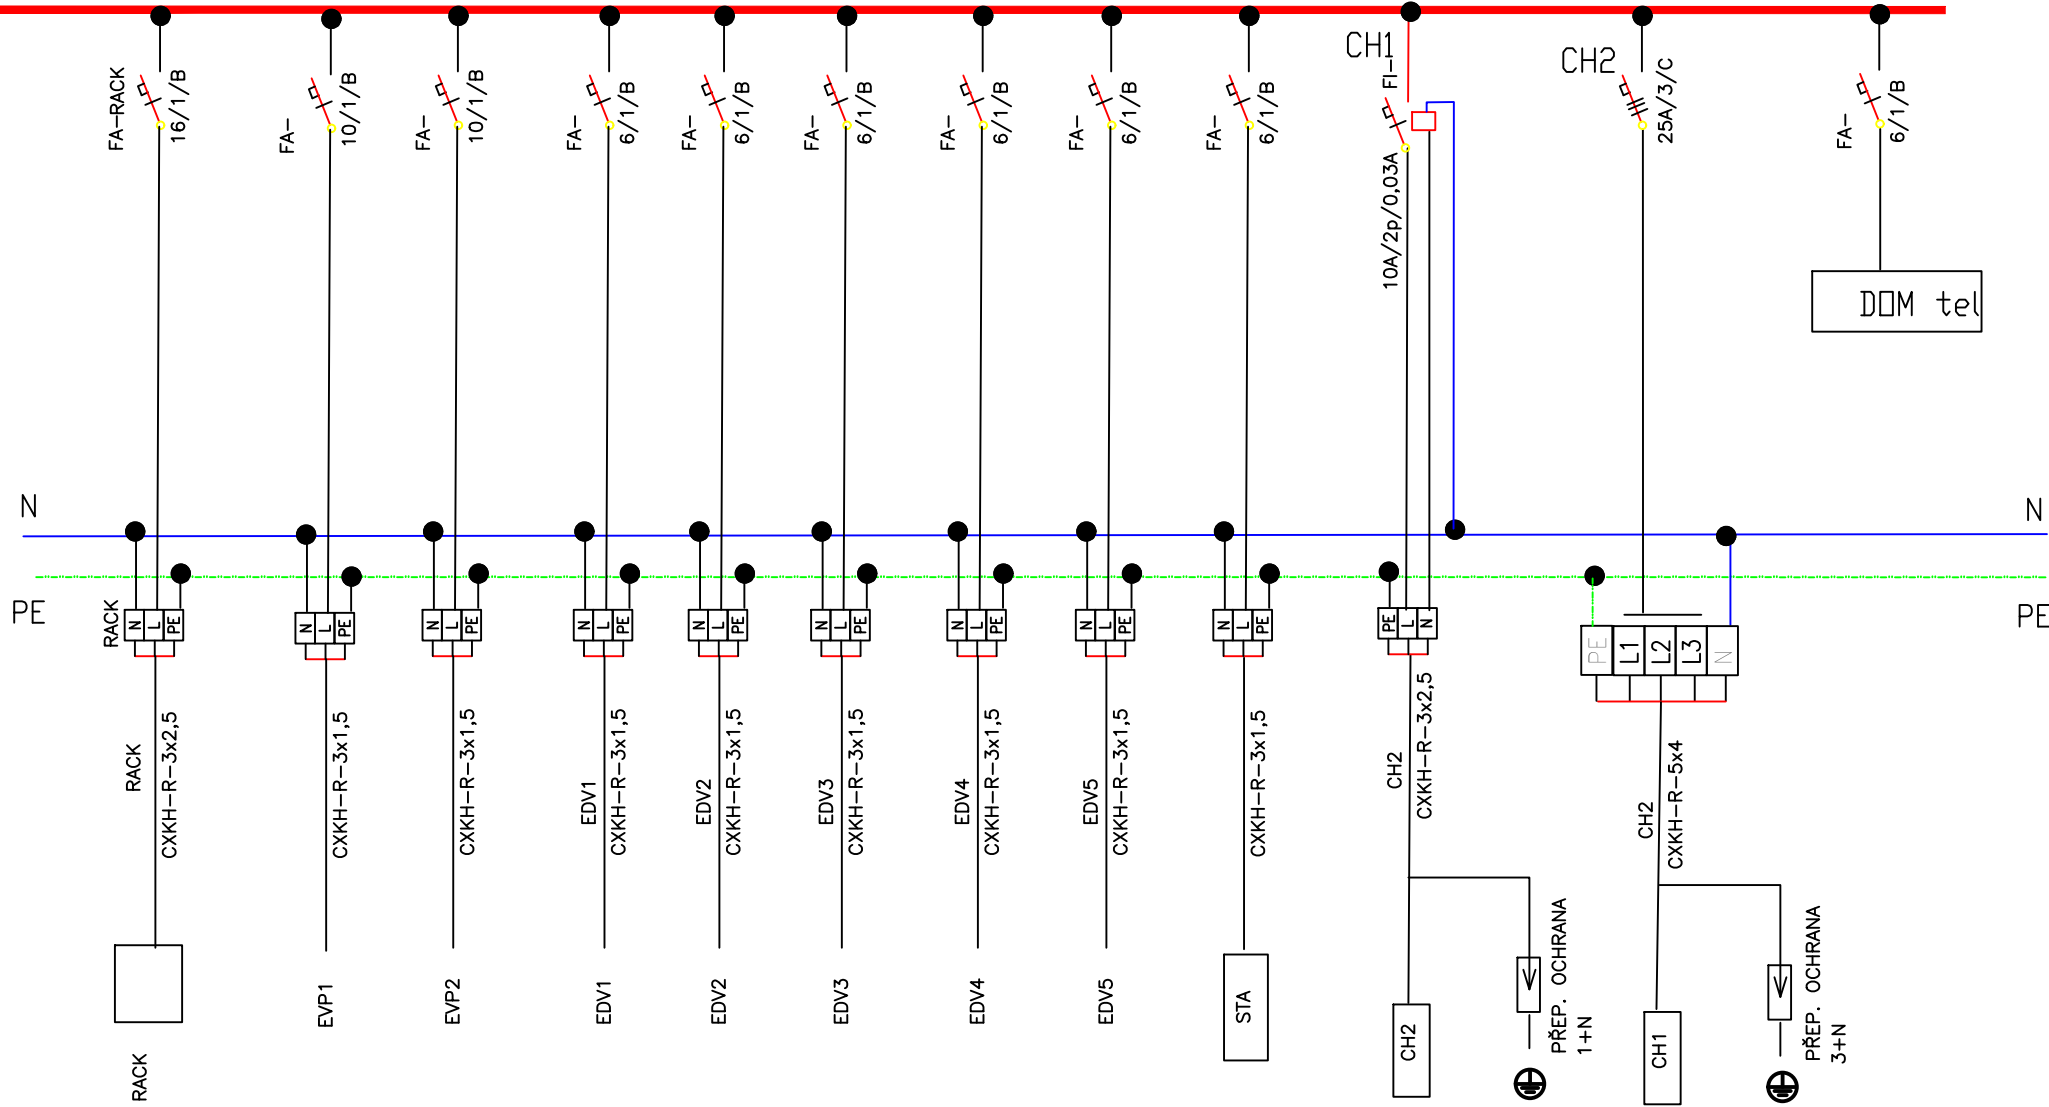 FA-RACK
16/1/B
FA-
10/1/B
FA-
10/1/B
FA-
6/1/B
FA-
6/1/B
FA-
6/1/B
FA-
6/1/B
FA-
6/1/B
FA-
6/1/B
CH1
FI-
10A/2p/0,03A
CH2
25A/3/C
FA-
6/1/B
DOM tel
N
N
PE
PE
RACK
N L PE
N L PE
N L PE
N L PE
N L PE
N L PE
N L PE
N L PE
N L PE
PE L N
PE L1 L2 L3 N
RACK
CXKH-R-3x2,5
CXKH-R-3x1,5
CXKH-R-3x1,5
EDV1
CXKH-R-3x1,5
EDV2
CXKH-R-3x1,5
EDV3
CXKH-R-3x1,5
EDV4
CXKH-R-3x1,5
EDV5
CXKH-R-3x1,5
CXKH-R-3x1,5
CH2
CXKH-R-3x2,5
CH2
CXKH-R-5x4
RACK
EVP1
EVP2
EDV1
EDV2
EDV3
EDV4
EDV5
STA
CH2
PŘEP. OCHRANA
1+N
CH1
PŘEP. OCHRANA
3+N